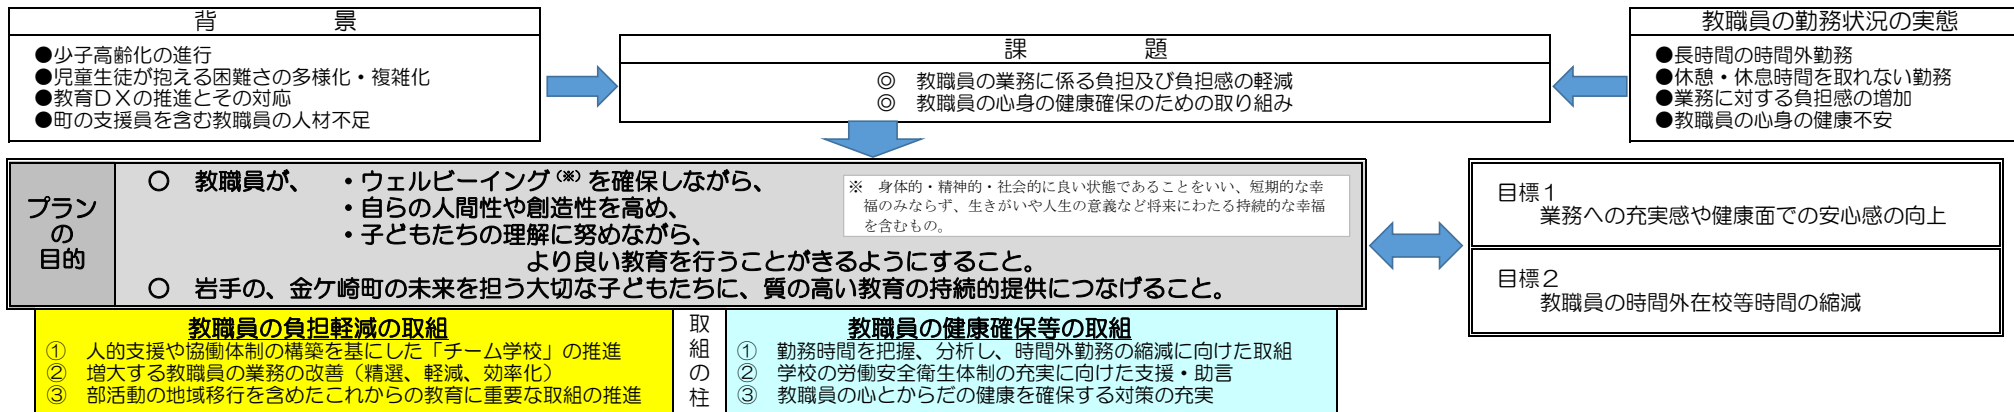 背　　　景
●少子高齢化の進行
●児童生徒が抱える困難さの多様化・複雑化
●教育ＤＸの推進とその対応
●町の支援員を含む教職員の人材不足
課　　　題
◎　教職員の業務に係る負担及び負担感の軽減
◎　教職員の心身の健康確保のための取り組み
教職員の勤務状況の実態
●長時間の時間外勤務
●休憩・休息時間を取れない勤務
●業務に対する負担感の増加
●教職員の心身の健康不安
プラン
の
目的
○　教職員が、　・ウェルビーイング（※）を確保しながら、
・自らの人間性や創造性を高め、
・子どもたちの理解に努めながら、
より良い教育を行うことがきるようにすること。
○　岩手の、金ケ崎町の未来を担う大切な子どもたちに、質の高い教育の持続的提供につなげること。
※　身体的・精神的・社会的に良い状態であることをいい、短期的な幸
福のみならず、生きがいや人生の意義など将来にわたる持続的な幸福
を含むもの。
目標１
業務への充実感や健康面での安心感の向上
目標２
教職員の時間外在校等時間の縮減
教職員の負担軽減の取組
①　人的支援や協働体制の構築を基にした「チーム学校」の推進
②　増大する教職員の業務の改善（精選、軽減、効率化）
③　部活動の地域移行を含めたこれからの教育に重要な取組の推進
取
組
の
柱
教職員の健康確保等の取組
①　勤務時間を把握、分析し、時間外勤務の縮減に向けた取組
②　学校の労働安全衛生体制の充実に向けた支援・助言
③　教職員の心とからだの健康を確保する対策の充実